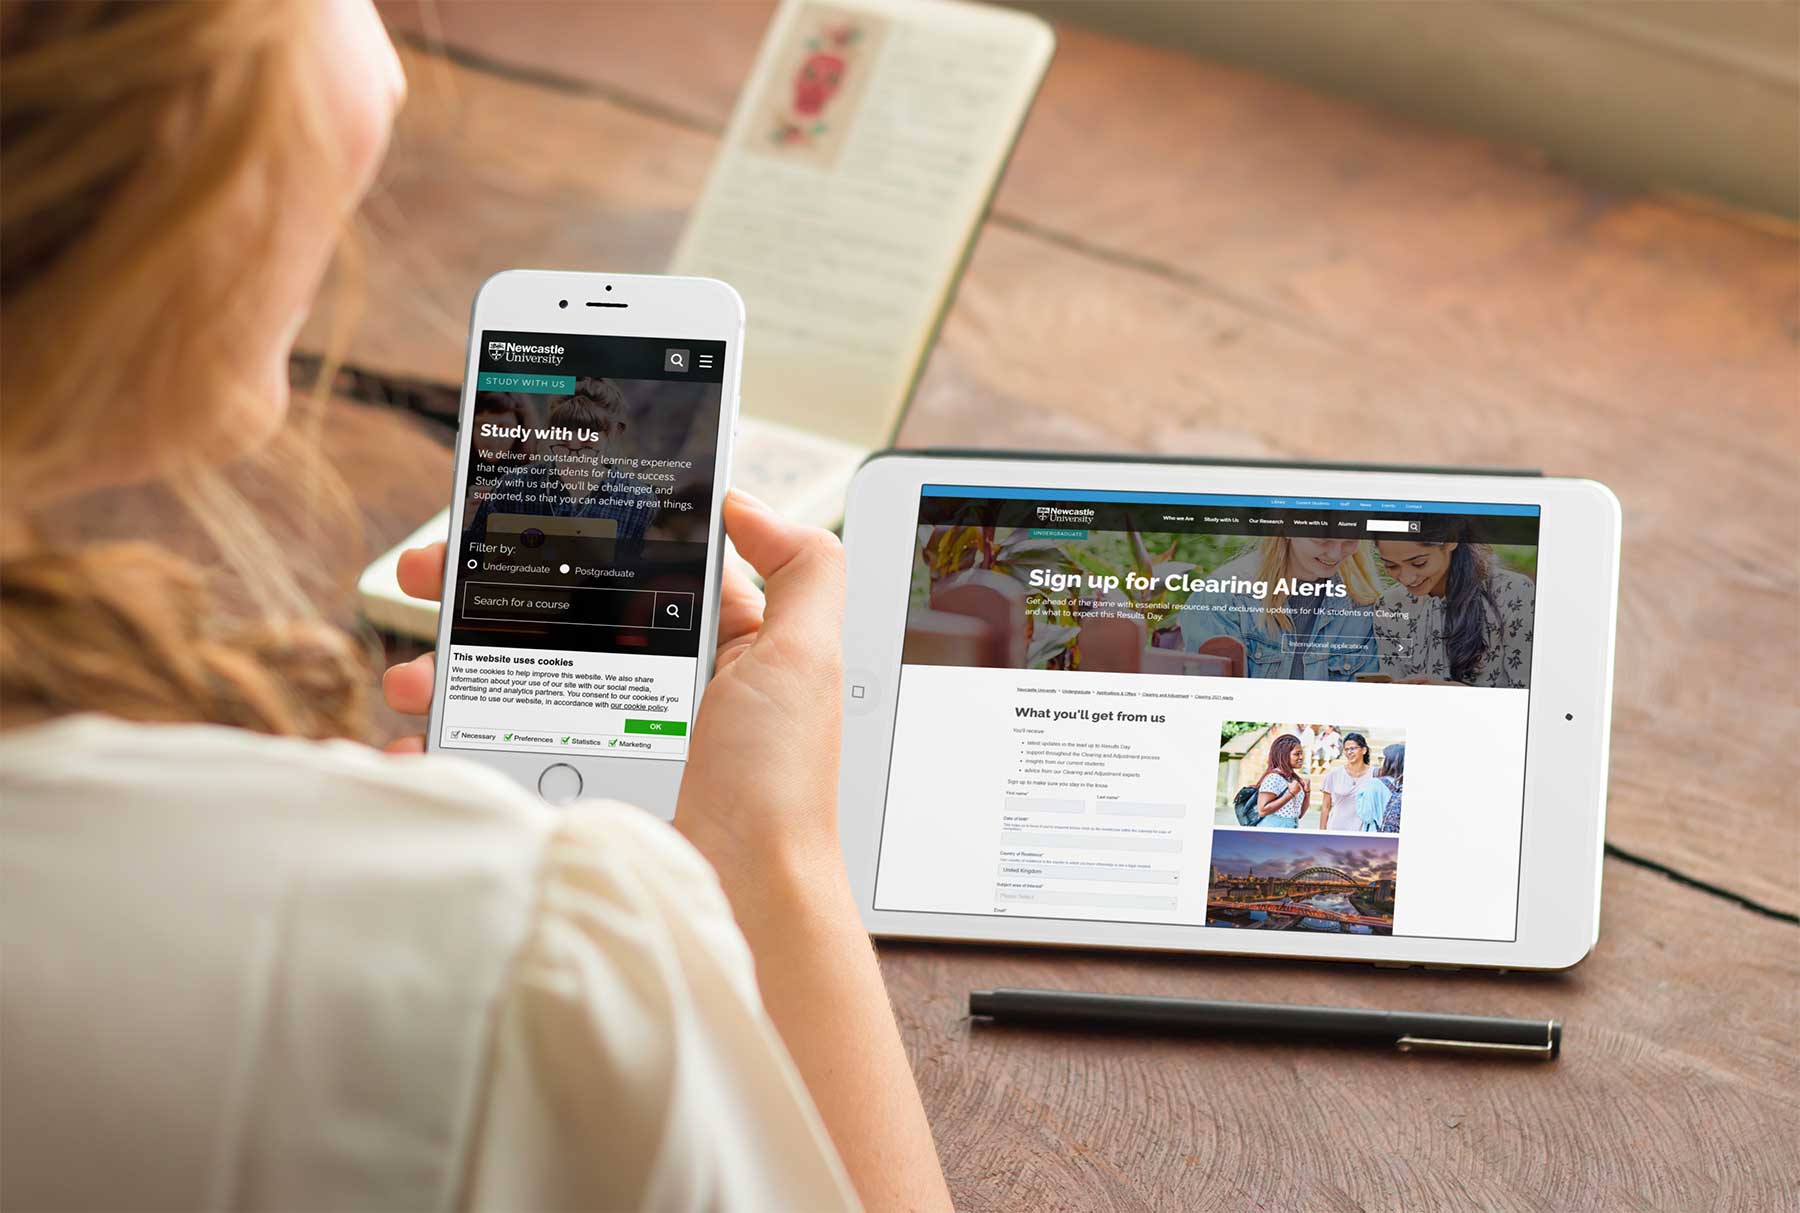 Newcastle
University
STUDY WITH US
Study with Us
We deliver an outstanding learning experience
that equips our students for future success.
Study with us and you'll be challenged and
supported, so that you can achieve great things.
Filter by:
Undergraduate Postgraduate
Search for a course
This website uses cookies
We use cookies to help improve this website. We also share
information about your use of our site with our social media,
advertising and analytics partners. You consent to our cookies if you
continue to use our website, in accordance with our cookie policy.
OK
Necessary Preferences Statistics Marketing
Library Current Students Staff News Events Contact
Newcastle
University
Who we Are Study with Us Our Research Work with Us Alumni
UNDERGRADUATE
Sign up for Clearing Alerts
Get ahead of the game with essential resources and exclusive updates for UK students on Clearing
and what to expect this Results Day.
International applications
Newcastle University > Undergraduate > Applications & Offers > Clearing and Adjustment > Clearing 2021 Alerts
What you'll get from us
You'll receive
• latest updates in the lead up to Results Day
• support throughout the Clearing and Adjustment process
• insights from our current students
• advice from our Clearing and Adjustment experts
Sign up to make sure you stay in the know.
First name* Last name*
Date of birth*
Country of Residence*
United Kingdom
Subject area of interest*
Please Select
Email*